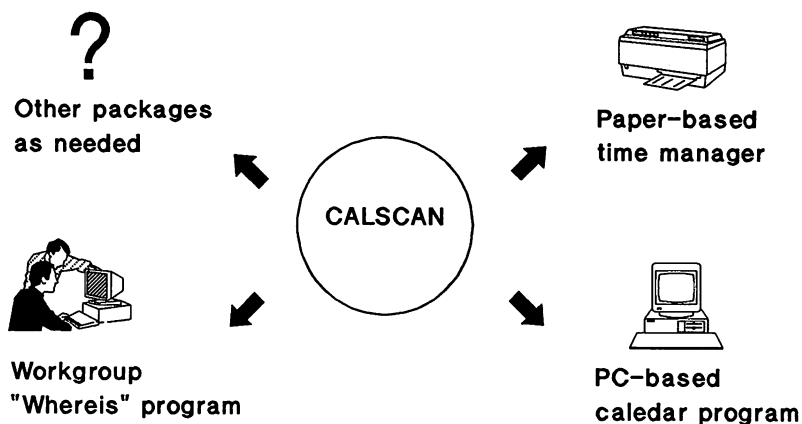 ?
Other packages
as needed
Paper-based
time manager
CALSCAN
Workgroup
"Whereis" program
PC-based
caledar program